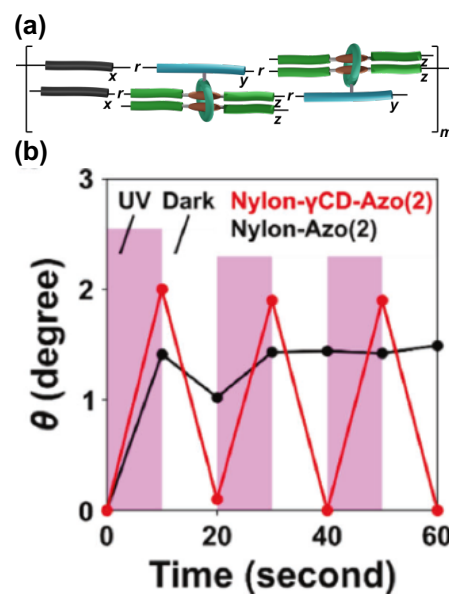 (a)
r r z
z
x y
r r
x z
z y m
(b)
UV Dark Nylon-γCD-Azo(2)
Nylon-Azo(2)
3
2
1
0
θ (degree)
0 20 40 60
Time (second)